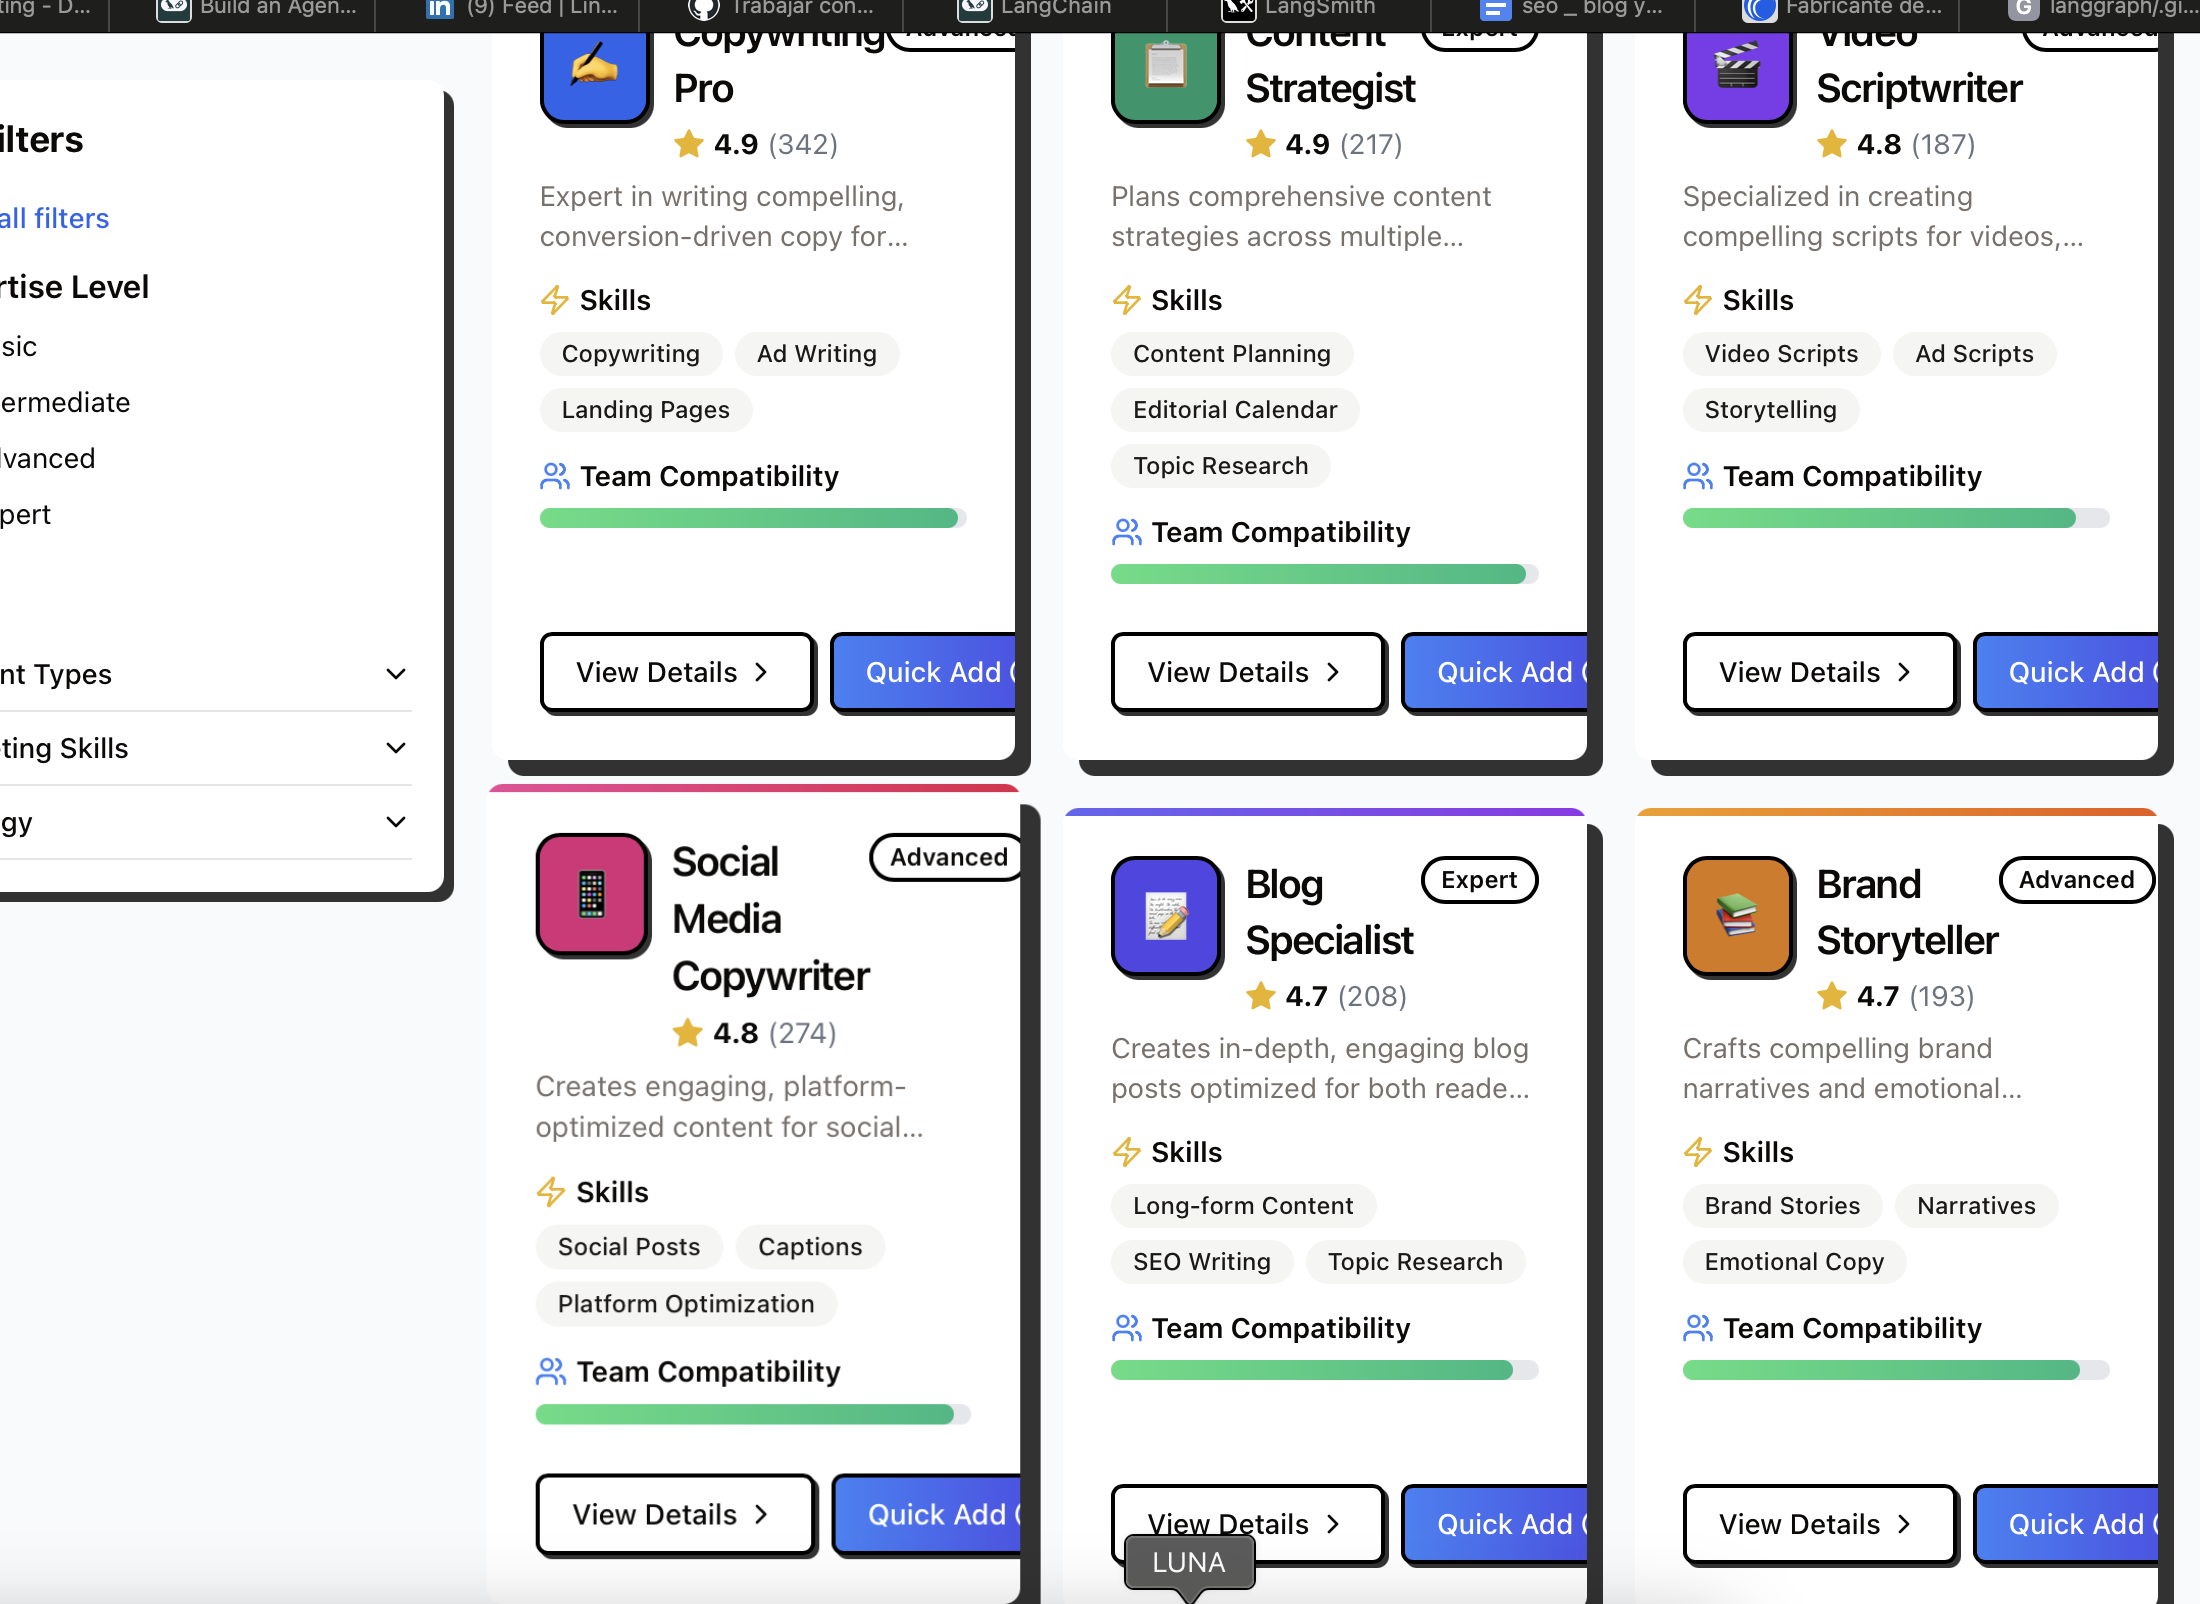 ting - D...
Build an Agen...
(9) Feed | Lin...
Trabajar con...
LangChain
LangSmith
seo _ blog y...
Fabricante de...
langgraph/.gi...
ilters
all filters
rtise Level
sic
ermediate
lvanced
pert
nt Types
ting Skills
gy
Copywriting
Pro
Advanced
4.9 (342)
Expert in writing compelling,
conversion-driven copy for...
Skills
Copywriting
Ad Writing
Landing Pages
Team Compatibility
View Details
Quick Add
Content
Strategist
Expert
4.9 (217)
Plans comprehensive content
strategies across multiple...
Skills
Content Planning
Editorial Calendar
Topic Research
Team Compatibility
View Details
Quick Add
Video
Scriptwriter
Advanced
4.8 (187)
Specialized in creating
compelling scripts for videos,...
Skills
Video Scripts
Ad Scripts
Storytelling
Team Compatibility
View Details
Quick Add
Social
Media
Copywriter
Advanced
4.8 (274)
Creates engaging, platform-
optimized content for social...
Skills
Social Posts
Captions
Platform Optimization
Team Compatibility
View Details
Quick Add
Blog
Specialist
Expert
4.7 (208)
Creates in-depth, engaging blog
posts optimized for both reade...
Skills
Long-form Content
SEO Writing
Topic Research
Team Compatibility
View Details
Quick Add
LUNA
Brand
Storyteller
Advanced
4.7 (193)
Crafts compelling brand
narratives and emotional...
Skills
Brand Stories
Narratives
Emotional Copy
Team Compatibility
View Details
Quick Add